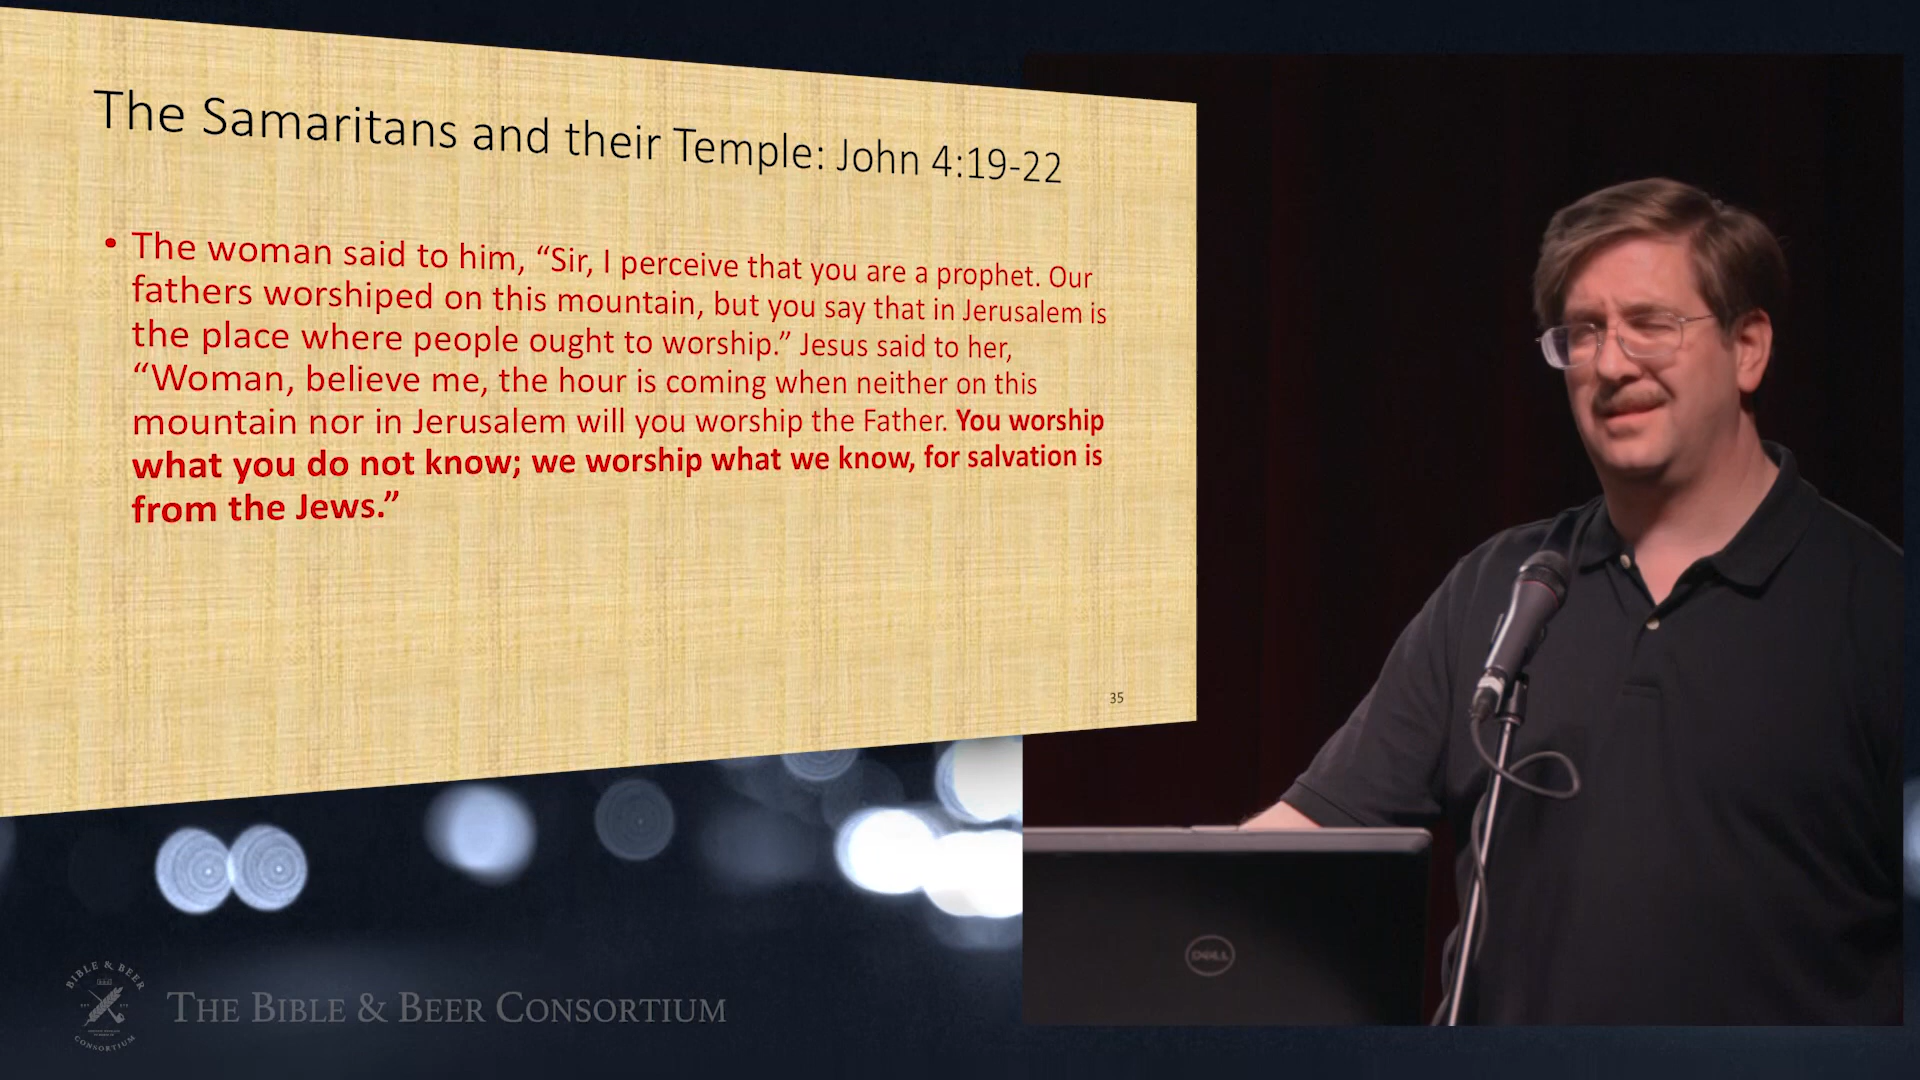 The Samaritans and their Temple: John 4:19-22
• The woman said to him, “Sir, I perceive that you are a prophet. Our
fathers worshiped on this mountain, but you say that in Jerusalem is
the place where people ought to worship.” Jesus said to her,
“Woman, believe me, the hour is coming when neither on this
mountain nor in Jerusalem will you worship the Father. You worship
what you do not know; we worship what we know, for salvation is
from the Jews.”
35
DELL
BIBLE & BEER
CONSORTIUM
THE BIBLE & BEER CONSORTIUM